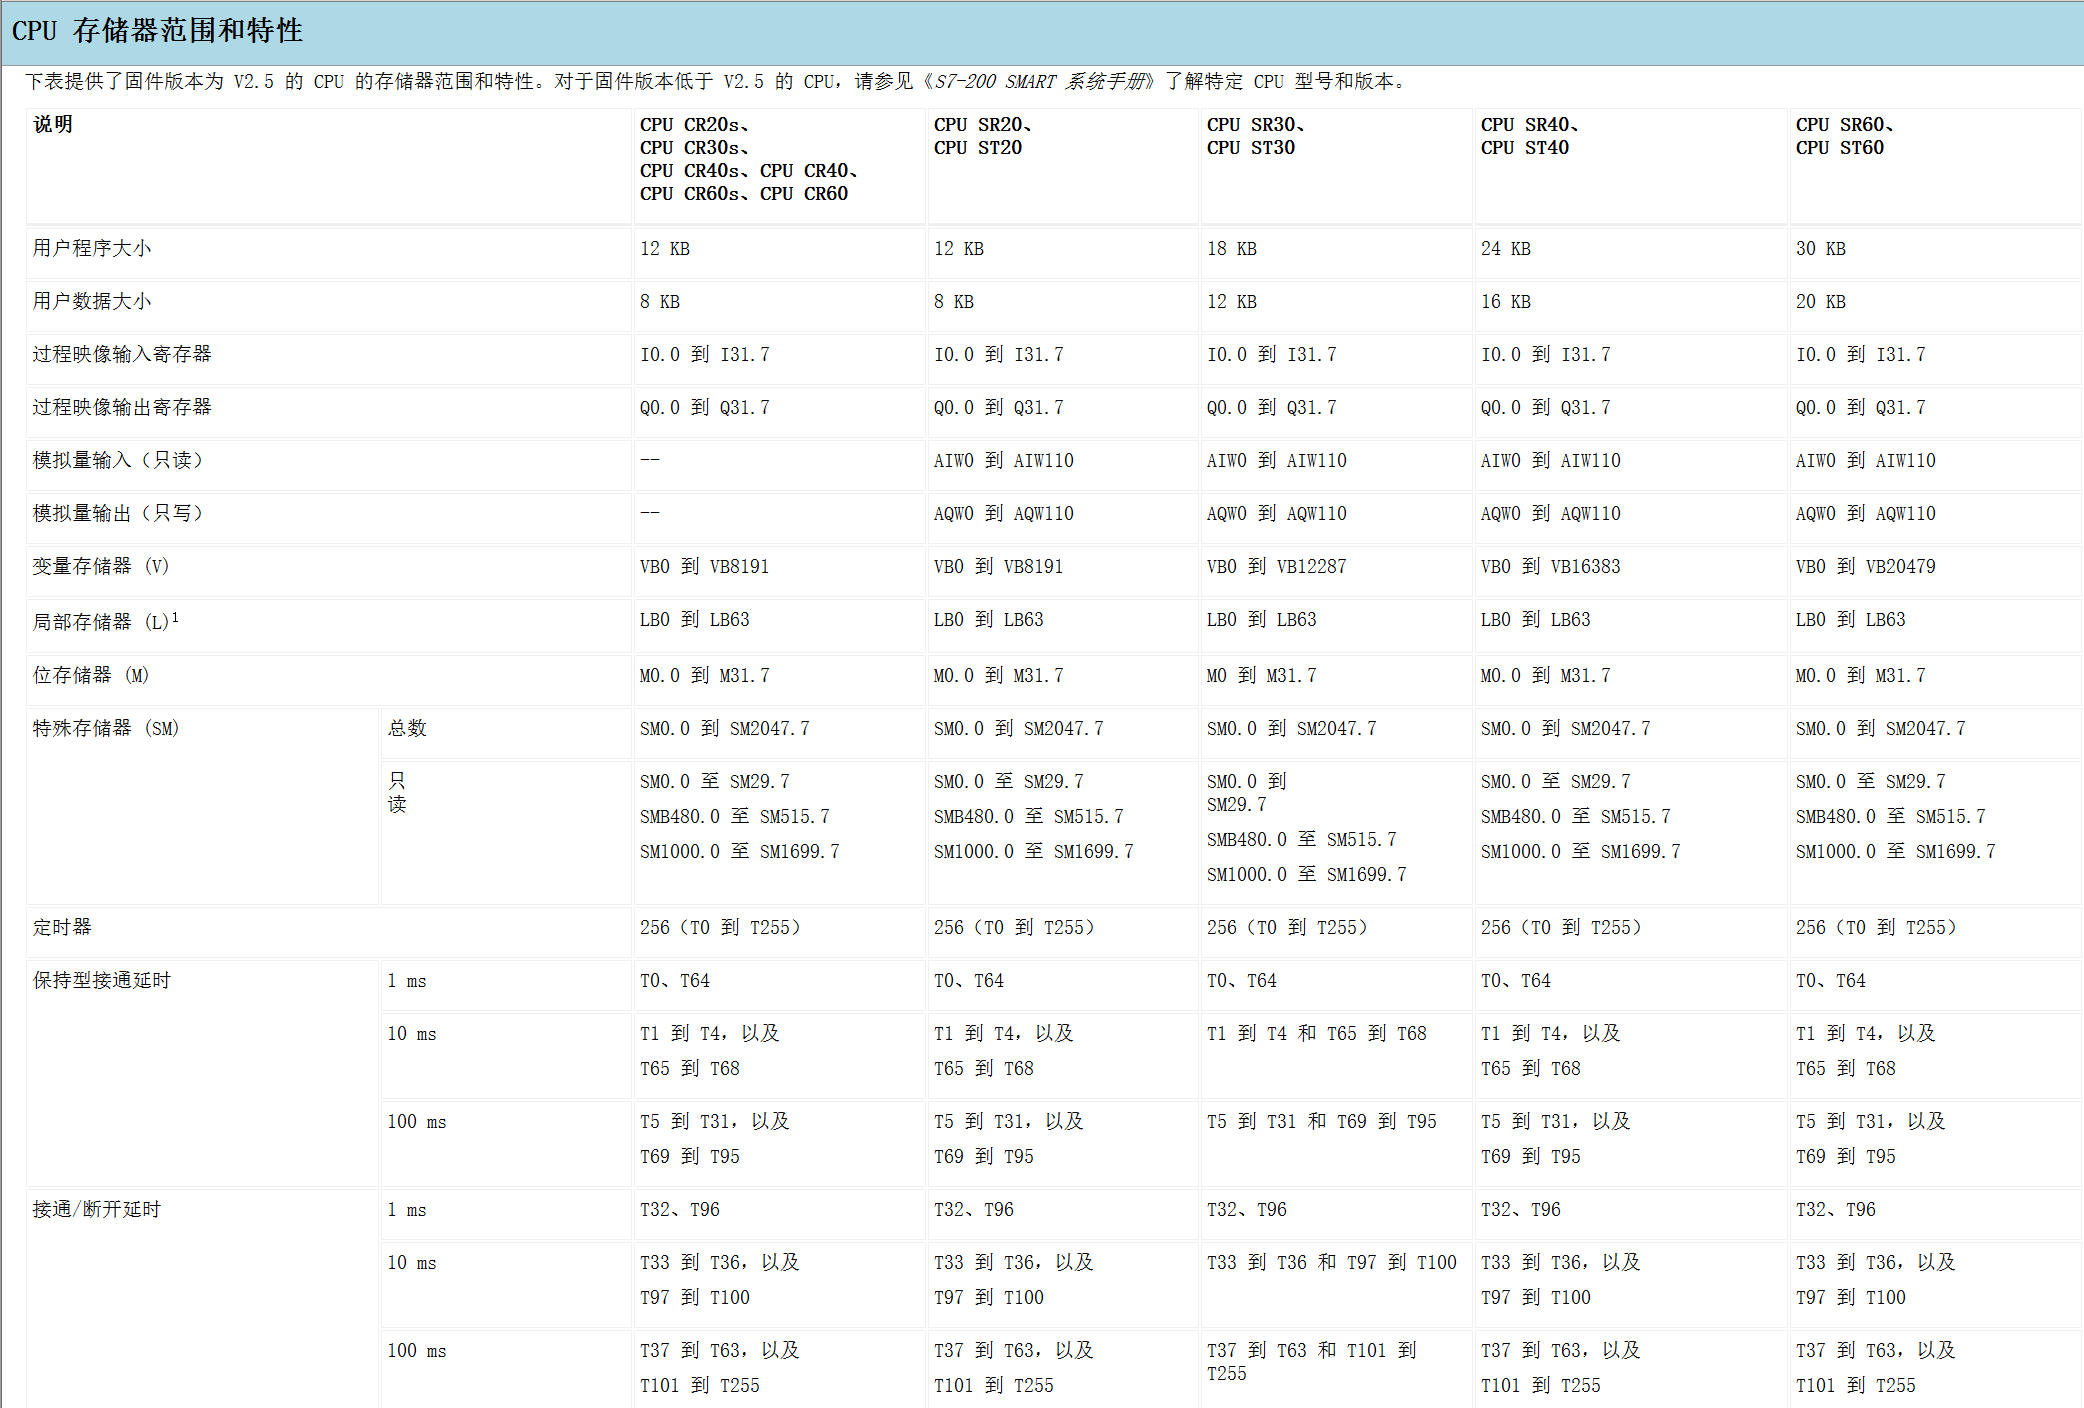 CPU 存储器范围和特性
下表提供了固件版本为 V2.5 的 CPU 的存储器范围和特性。对于固件版本低于 V2.5 的 CPU，请参见《S7-200 SMART 系统手册》了解特定 CPU 型号和版本。
说明 CPU CR20s、 CPU SR20、 CPU SR30、 CPU SR40、 CPU SR60、
CPU CR30s、 CPU ST20 CPU ST30 CPU ST40 CPU ST60
CPU CR40s、CPU CR40、
CPU CR60s、CPU CR60
用户程序大小 12 KB 12 KB 18 KB 24 KB 30 KB
用户数据大小 8 KB 8 KB 12 KB 16 KB 20 KB
过程映像输入寄存器 I0.0 到 I31.7 I0.0 到 I31.7 I0.0 到 I31.7 I0.0 到 I31.7 I0.0 到 I31.7
过程映像输出寄存器 Q0.0 到 Q31.7 Q0.0 到 Q31.7 Q0.0 到 Q31.7 Q0.0 到 Q31.7 Q0.0 到 Q31.7
模拟量输入（只读） -- AIW0 到 AIW110 AIW0 到 AIW110 AIW0 到 AIW110 AIW0 到 AIW110
模拟量输出（只写） -- AQW0 到 AQW110 AQW0 到 AQW110 AQW0 到 AQW110 AQW0 到 AQW110
变量存储器 (V) VB0 到 VB8191 VB0 到 VB8191 VB0 到 VB12287 VB0 到 VB16383 VB0 到 VB20479
局部存储器 (L)1 LB0 到 LB63 LB0 到 LB63 LB0 到 LB63 LB0 到 LB63 LB0 到 LB63
位存储器 (M) M0.0 到 M31.7 M0.0 到 M31.7 M0 到 M31.7 M0.0 到 M31.7 M0.0 到 M31.7
特殊存储器 (SM) 总数 SM0.0 到 SM2047.7 SM0.0 到 SM2047.7 SM0.0 到 SM2047.7 SM0.0 到 SM2047.7 SM0.0 到 SM2047.7
只 SM0.0 至 SM29.7 SM0.0 至 SM29.7 SM0.0 到 SM0.0 至 SM29.7 SM0.0 至 SM29.7
读 SMB480.0 至 SM515.7 SMB480.0 至 SM515.7 SM29.7 SMB480.0 至 SM515.7 SMB480.0 至 SM515.7
SM1000.0 至 SM1699.7 SM1000.0 至 SM1699.7 SMB480.0 至 SM515.7 SM1000.0 至 SM1699.7 SM1000.0 至 SM1699.7
SM1000.0 至 SM1699.7
定时器 256（T0 到 T255） 256（T0 到 T255） 256（T0 到 T255） 256（T0 到 T255） 256（T0 到 T255）
保持型接通延时 1 ms T0、T64 T0、T64 T0、T64 T0、T64 T0、T64
10 ms T1 到 T4，以及 T1 到 T4，以及 T1 到 T4 和 T65 到 T68 T1 到 T4，以及 T1 到 T4，以及
T65 到 T68 T65 到 T68 T65 到 T68 T65 到 T68
100 ms T5 到 T31，以及 T5 到 T31，以及 T5 到 T31 和 T69 到 T95 T5 到 T31，以及 T5 到 T31，以及
T69 到 T95 T69 到 T95 T69 到 T95 T69 到 T95
接通/断开延时 1 ms T32、T96 T32、T96 T32、T96 T32、T96 T32、T96
10 ms T33 到 T36，以及 T33 到 T36，以及 T33 到 T36 和 T97 到 T100 T33 到 T36，以及 T33 到 T36，以及
T97 到 T100 T97 到 T100 T97 到 T100 T97 到 T100
100 ms T37 到 T63，以及 T37 到 T63，以及 T37 到 T63 和 T101 到 T37 到 T63，以及 T37 到 T63，以及
T101 到 T255 T101 到 T255 T255 T101 到 T255 T101 到 T255